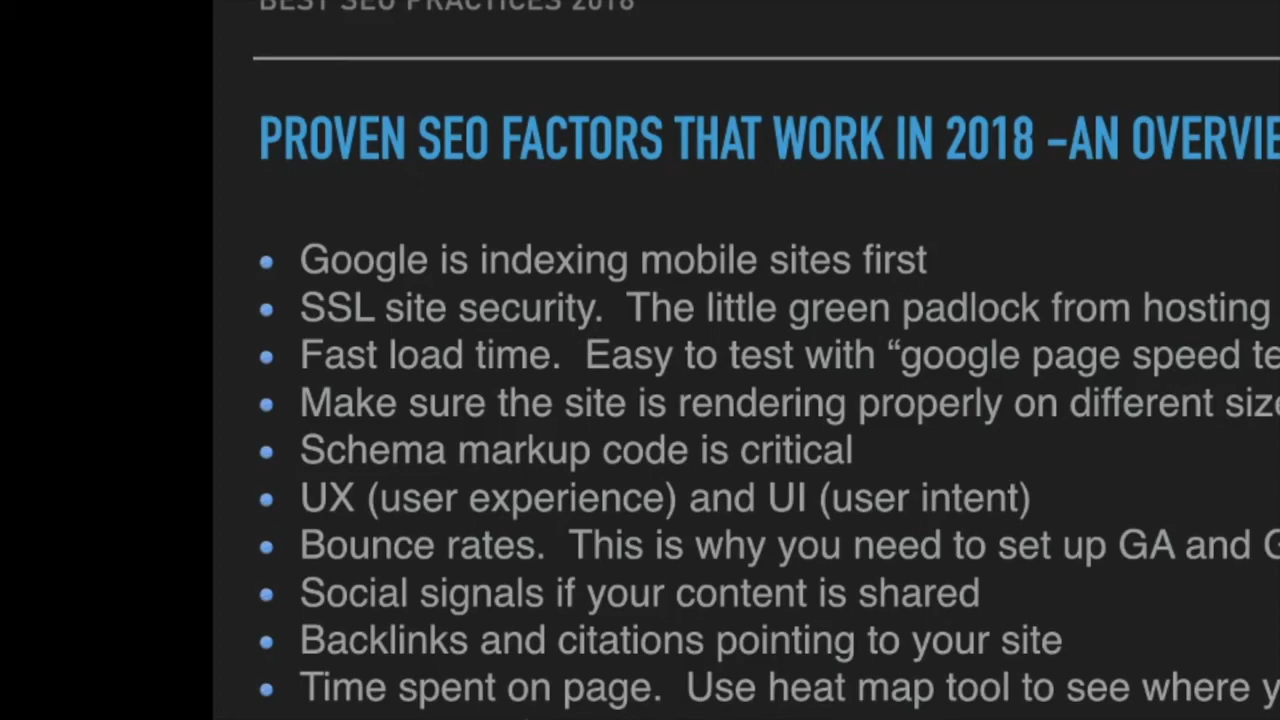 BEST SEO PRACTICES 2018
PROVEN SEO FACTORS THAT WORK IN 2018 -AN
• Google is indexing mobile sites first
• SSL site security. The little green padlock from hosting
• Fast load time. Easy to test with “google page speed
• Make sure the site is rendering properly on different
• Schema markup code is critical
• UX (user experience) and UI (user intent)
• Bounce rates. This is why you need to set up GA and
• Social signals if your content is shared
• Backlinks and citations pointing to your site
• Time spent on page. Use heat map tool to see where